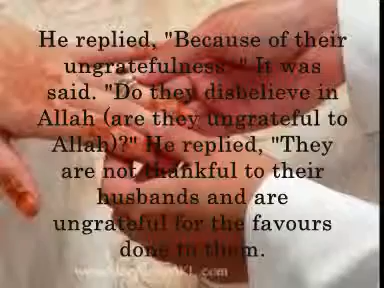 He replied, "Because of their
ungratefulness. " It was
said. "Do they disbelieve in
Allah (are they ungrateful to
Allah)?" He replied, "They
are not thankful to their
husbands and are
ungrateful for the favours
done to them.